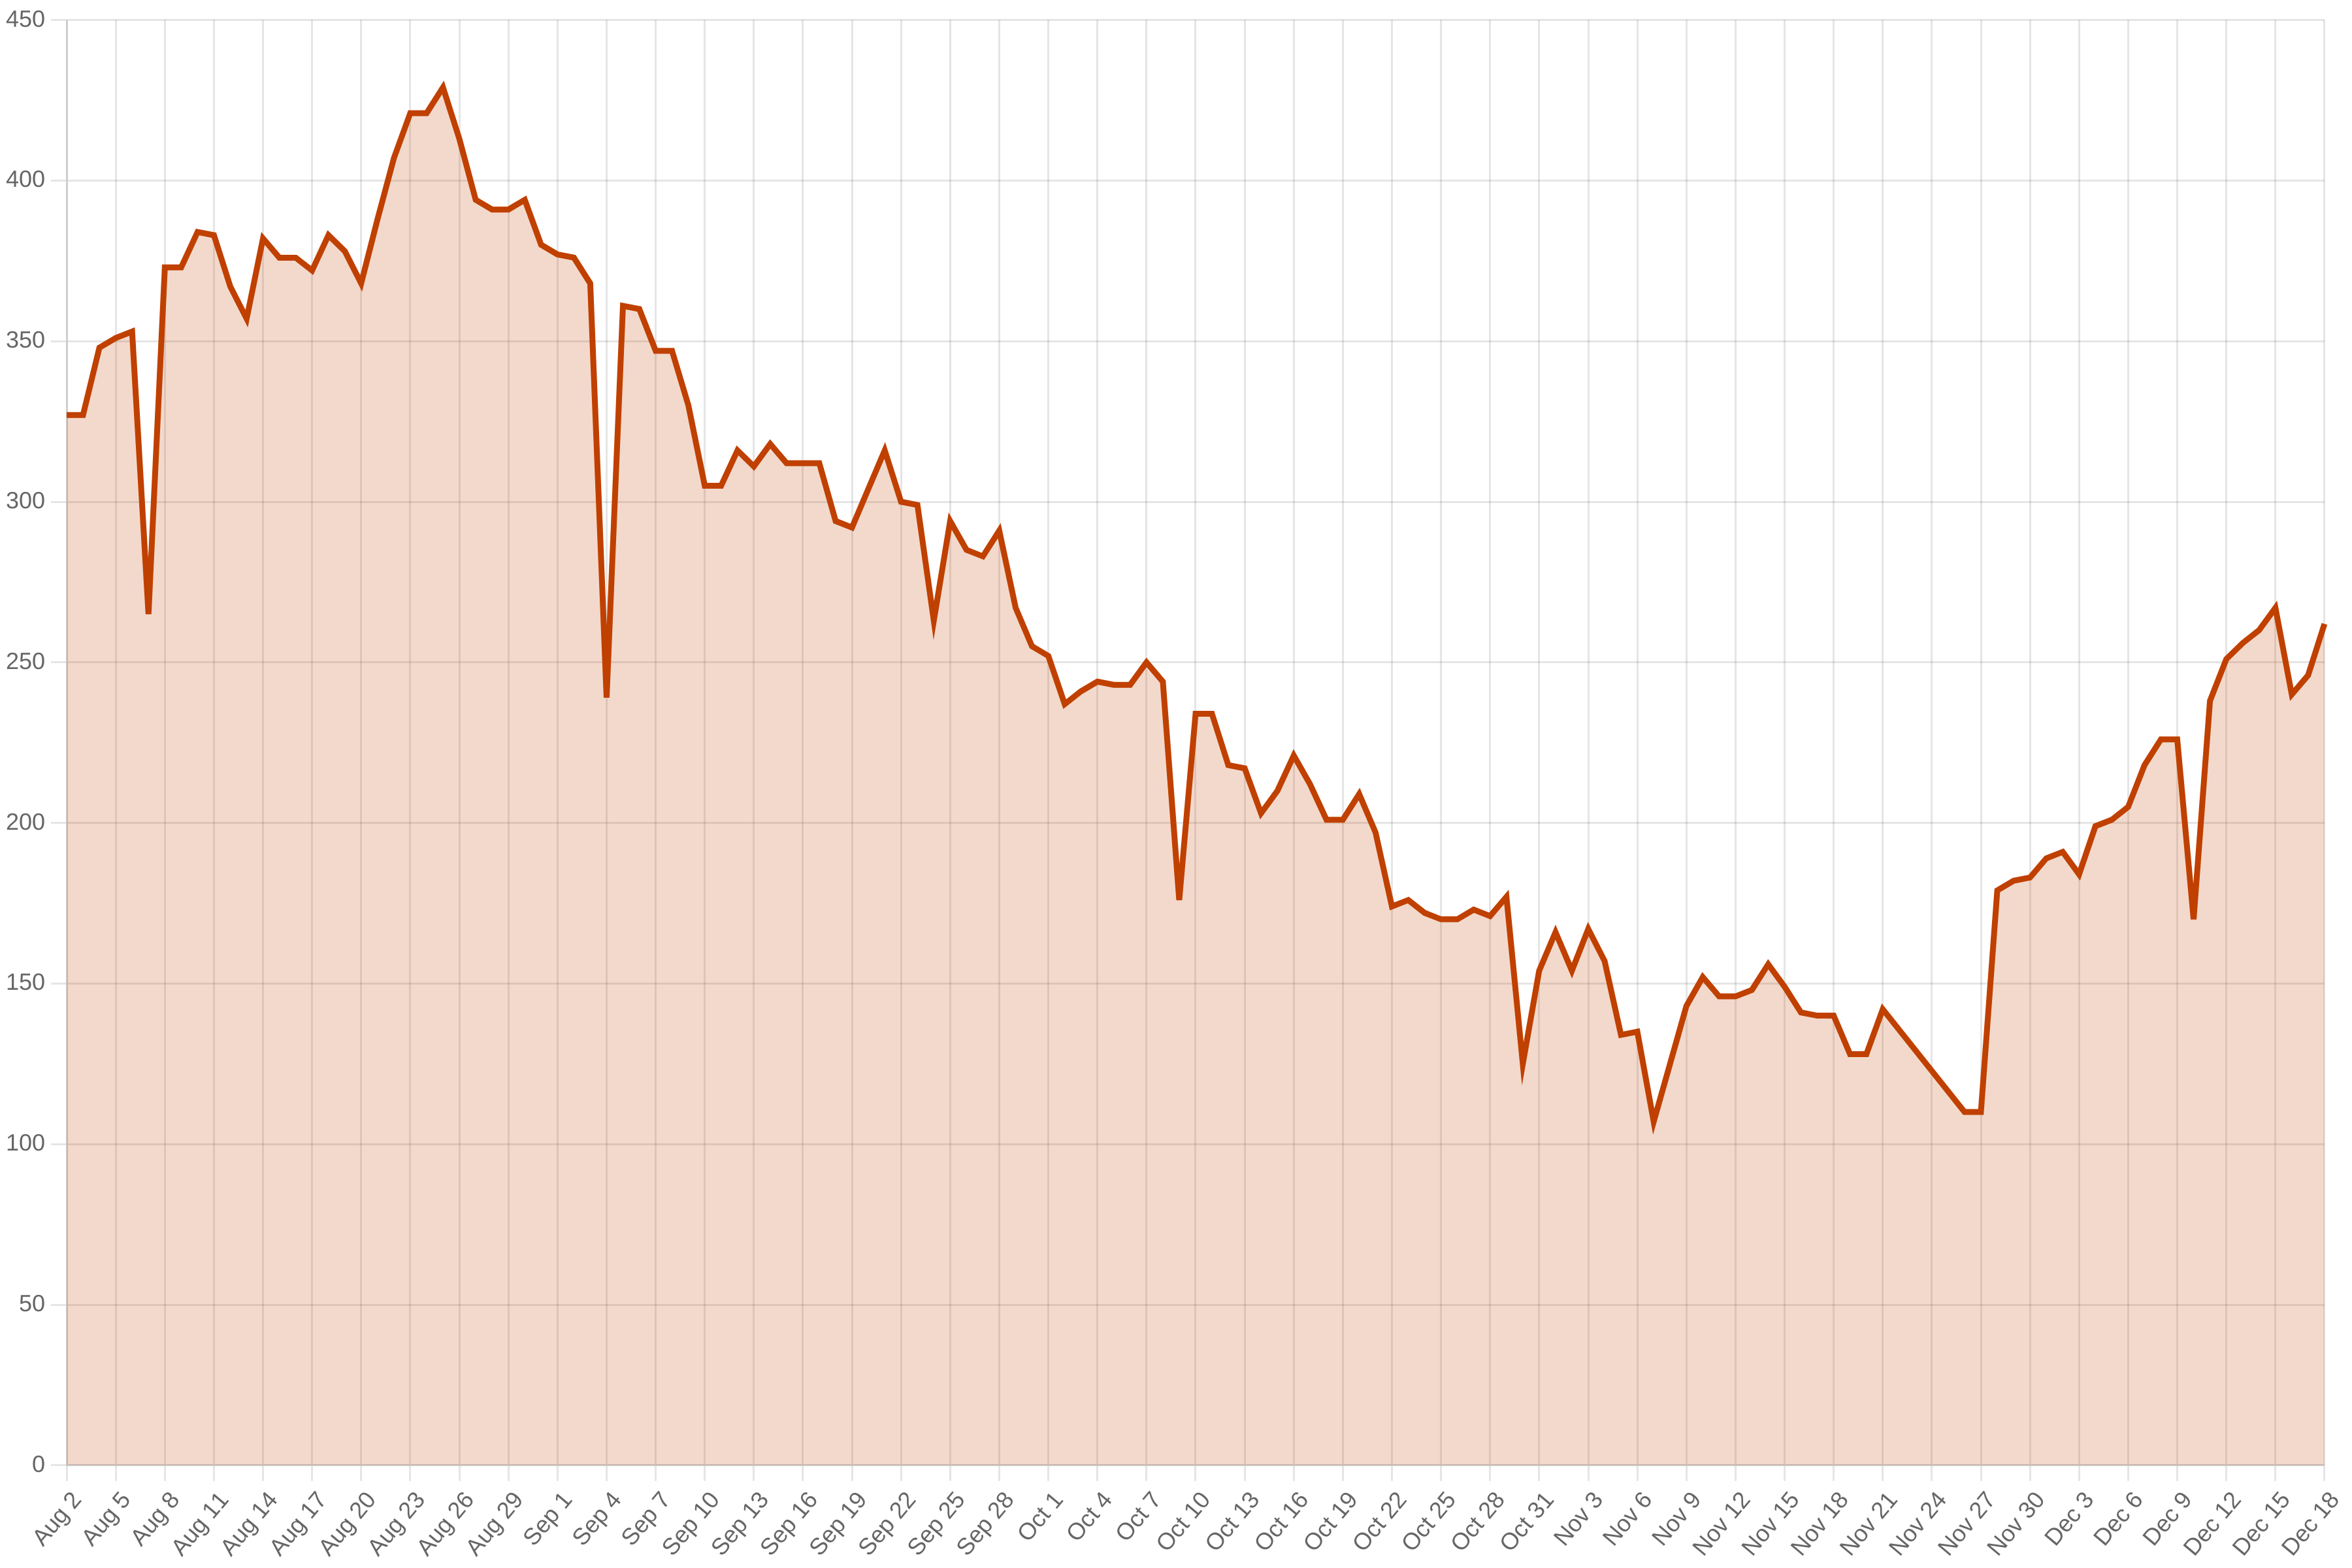 450
400
350
300
250
200
150
100
50
0
Aug 2
Aug 5
Aug 8
Aug 11
Aug 14
Aug 17
Aug 20
Aug 23
Aug 26
Aug 29
Sep 1
Sep 4
Sep 7
Sep 10
Sep 13
Sep 16
Sep 19
Sep 22
Sep 25
Sep 28
Oct 1
Oct 4
Oct 7
Oct 10
Oct 13
Oct 16
Oct 19
Oct 22
Oct 25
Oct 28
Oct 31
Nov 3
Nov 6
Nov 9
Nov 12
Nov 15
Nov 18
Nov 21
Nov 24
Nov 27
Nov 30
Dec 3
Dec 6
Dec 9
Dec 12
Dec 15
Dec 18